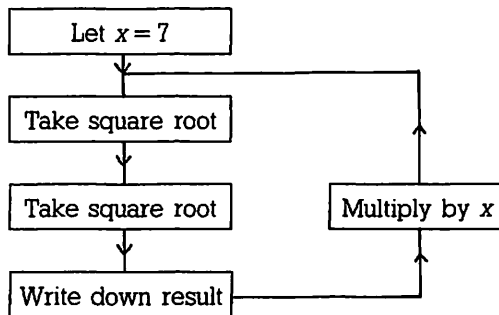 Let x = 7
Take square root
Take square root
Multiply by x
Write down result